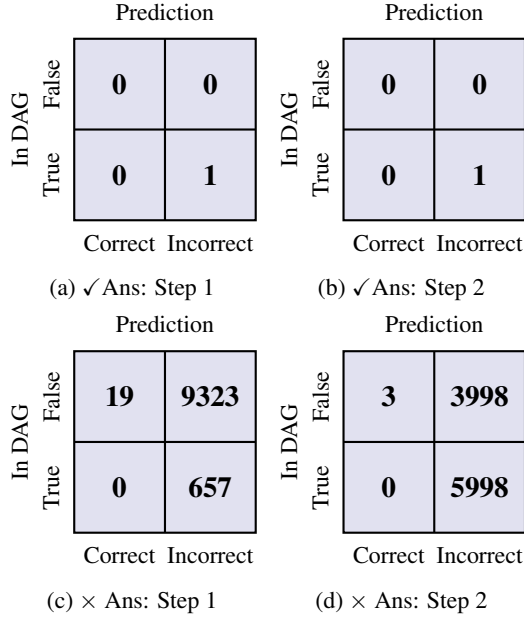 Prediction Prediction
In DAG False 0 0 In DAG False 0 0
True 0 1 True 0 1
Correct Incorrect Correct Incorrect
(a) ✓Ans: Step 1 (b) ✓Ans: Step 2
Prediction Prediction
In DAG False 19 9323 In DAG False 3 3998
True 0 657 True 0 5998
Correct Incorrect Correct Incorrect
(c) × Ans: Step 1 (d) × Ans: Step 2